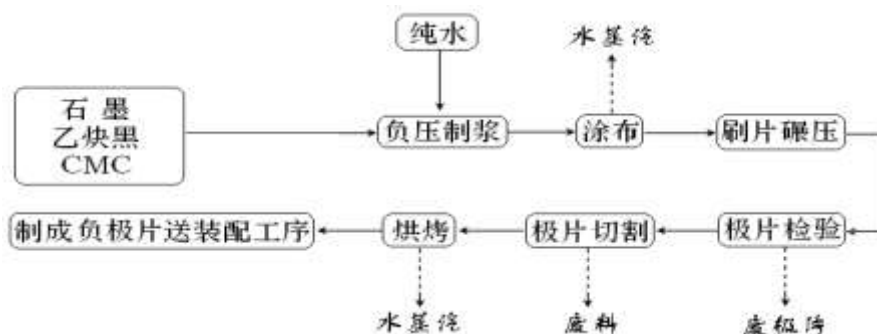 纯水
水蒸汽
石墨
乙炔黑
CMC
负压制浆
涂布
刷片碾压
制成负极片送装配工序
烘烤
极片切割
极片检验
水蒸汽
废料
废极片